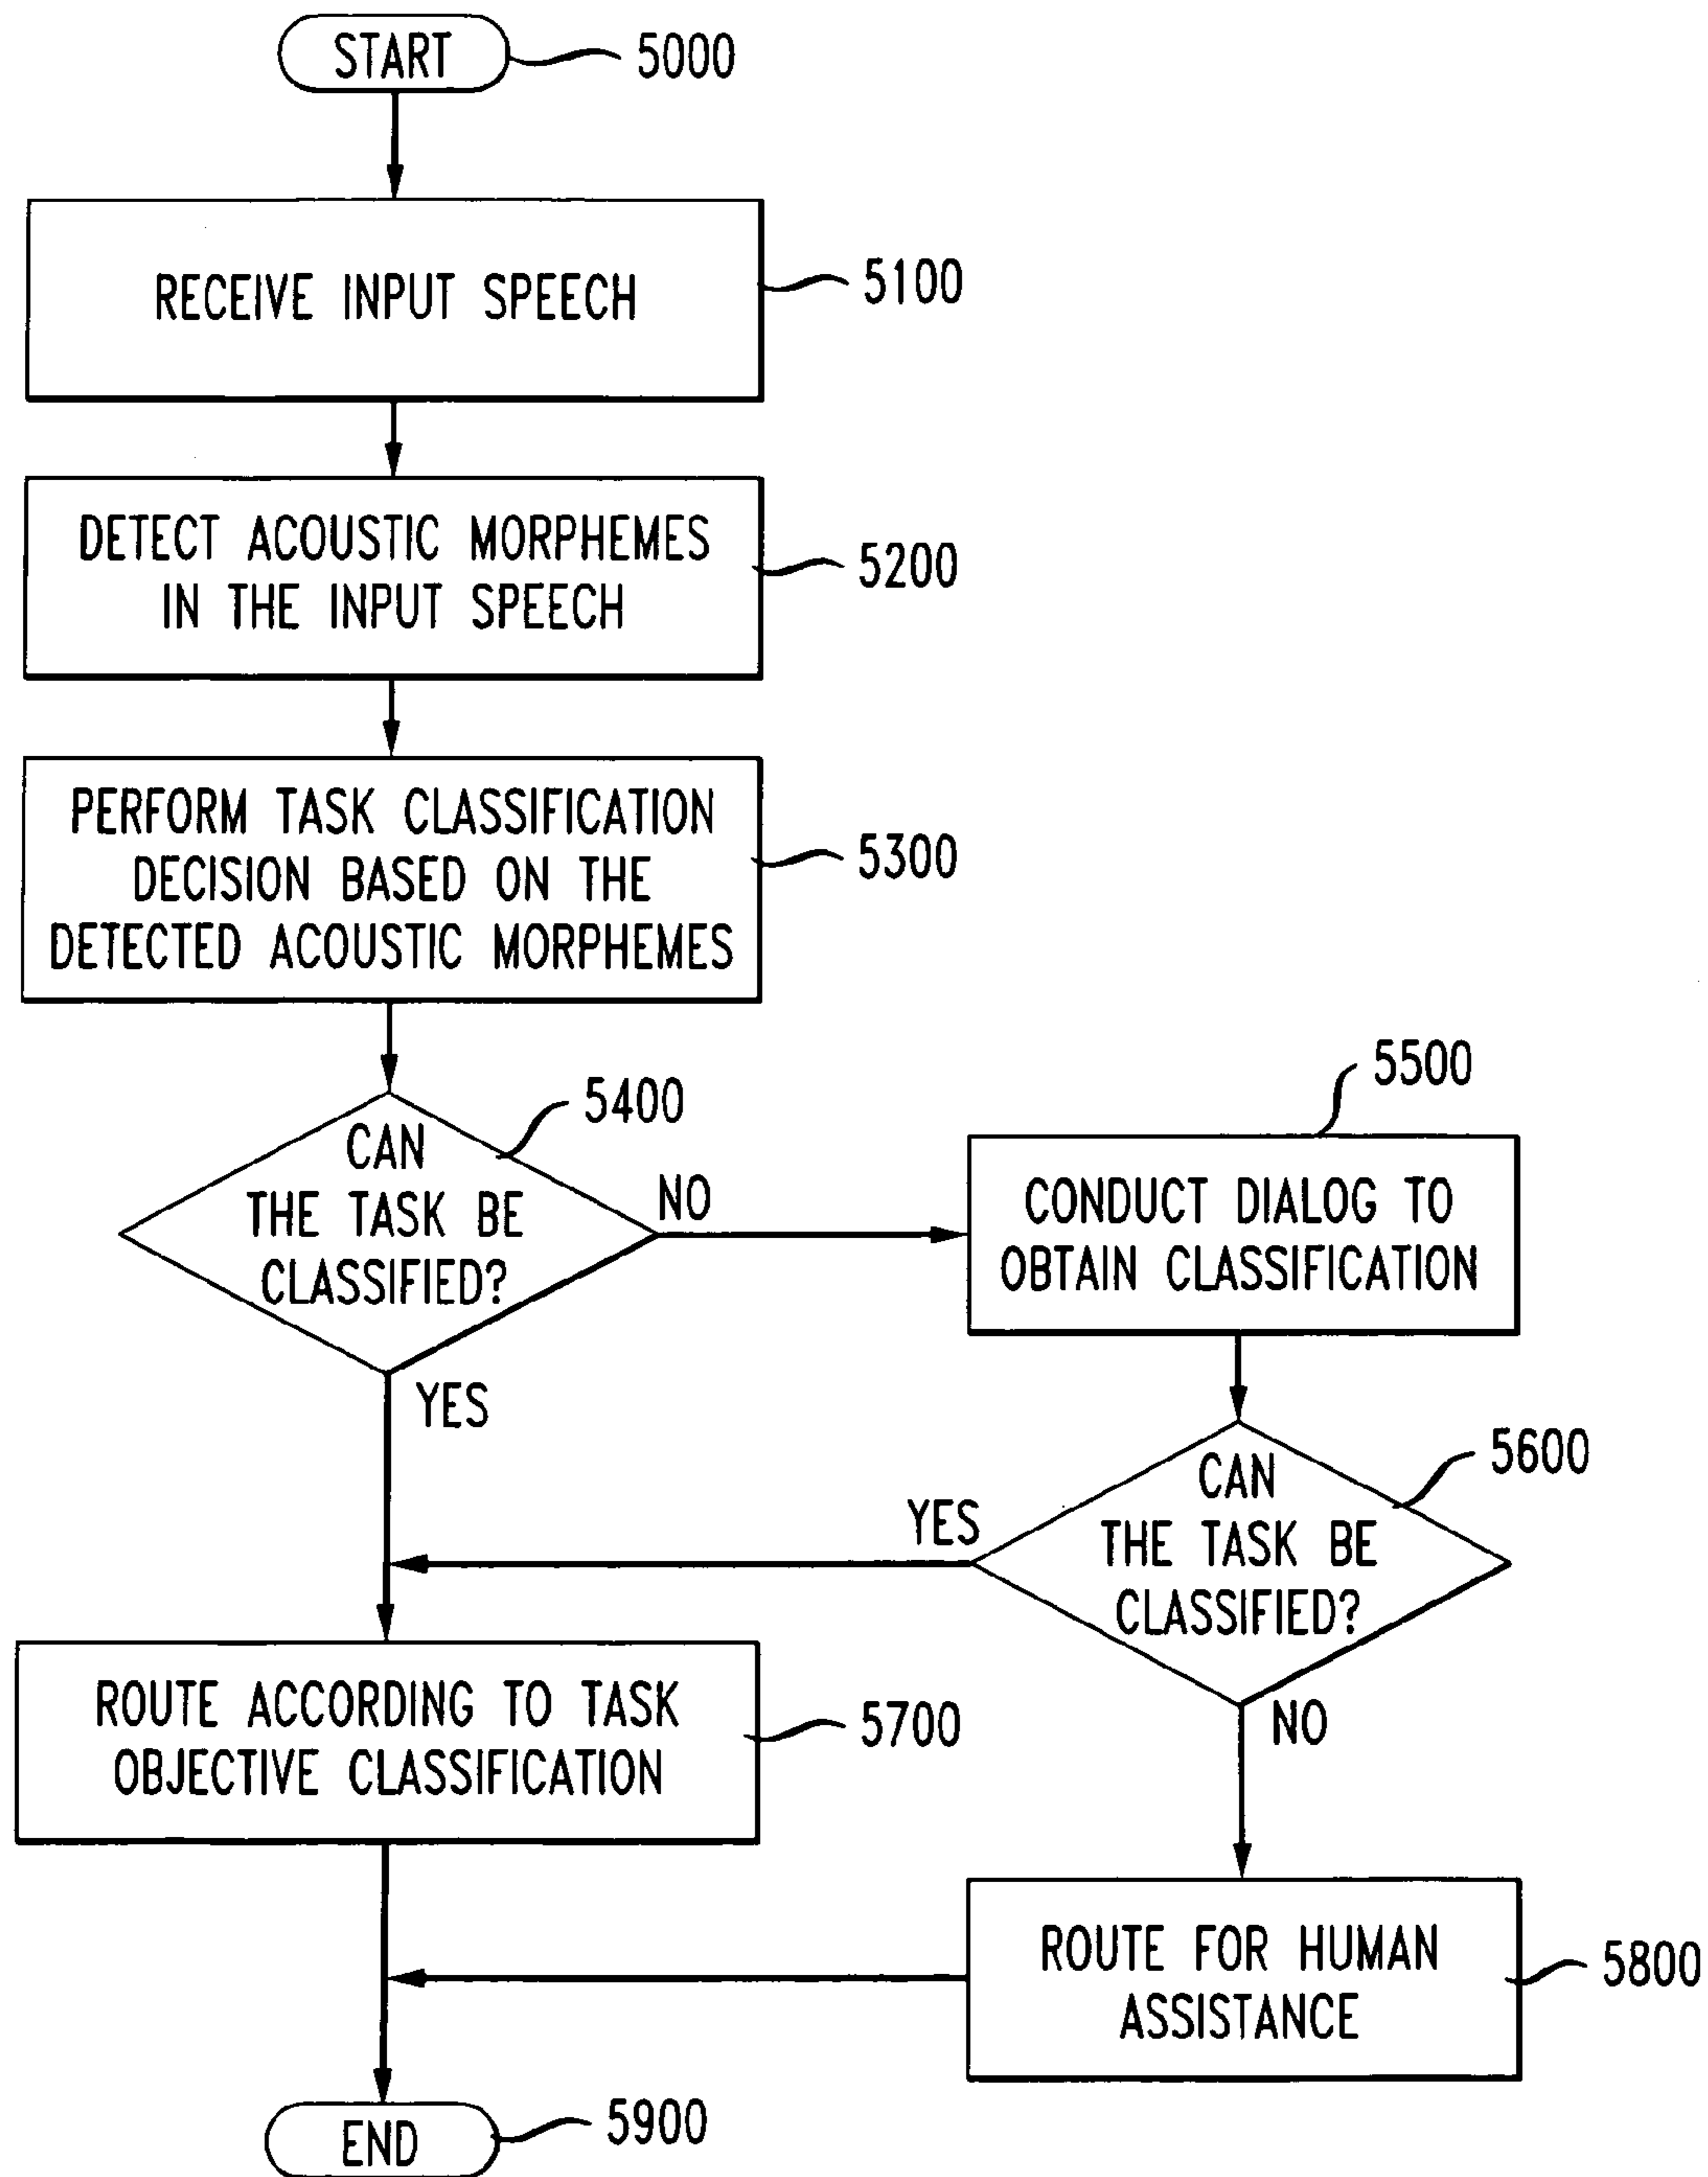 START
5000
RECEIVE INPUT SPEECH
5100
DETECT ACOUSTIC MORPHEMES
IN THE INPUT SPEECH
5200
PERFORM TASK CLASSIFICATION
DECISION BASED ON THE
DETECTED ACOUSTIC MORPHEMES
5300
5400
CAN
THE TASK BE
CLASSIFIED?
NO
YES
5500
CONDUCT DIALOG TO
OBTAIN CLASSIFICATION
5600
CAN
THE TASK BE
CLASSIFIED?
YES
NO
ROUTE ACCORDING TO TASK
OBJECTIVE CLASSIFICATION
5700
ROUTE FOR HUMAN
ASSISTANCE
5800
END
5900